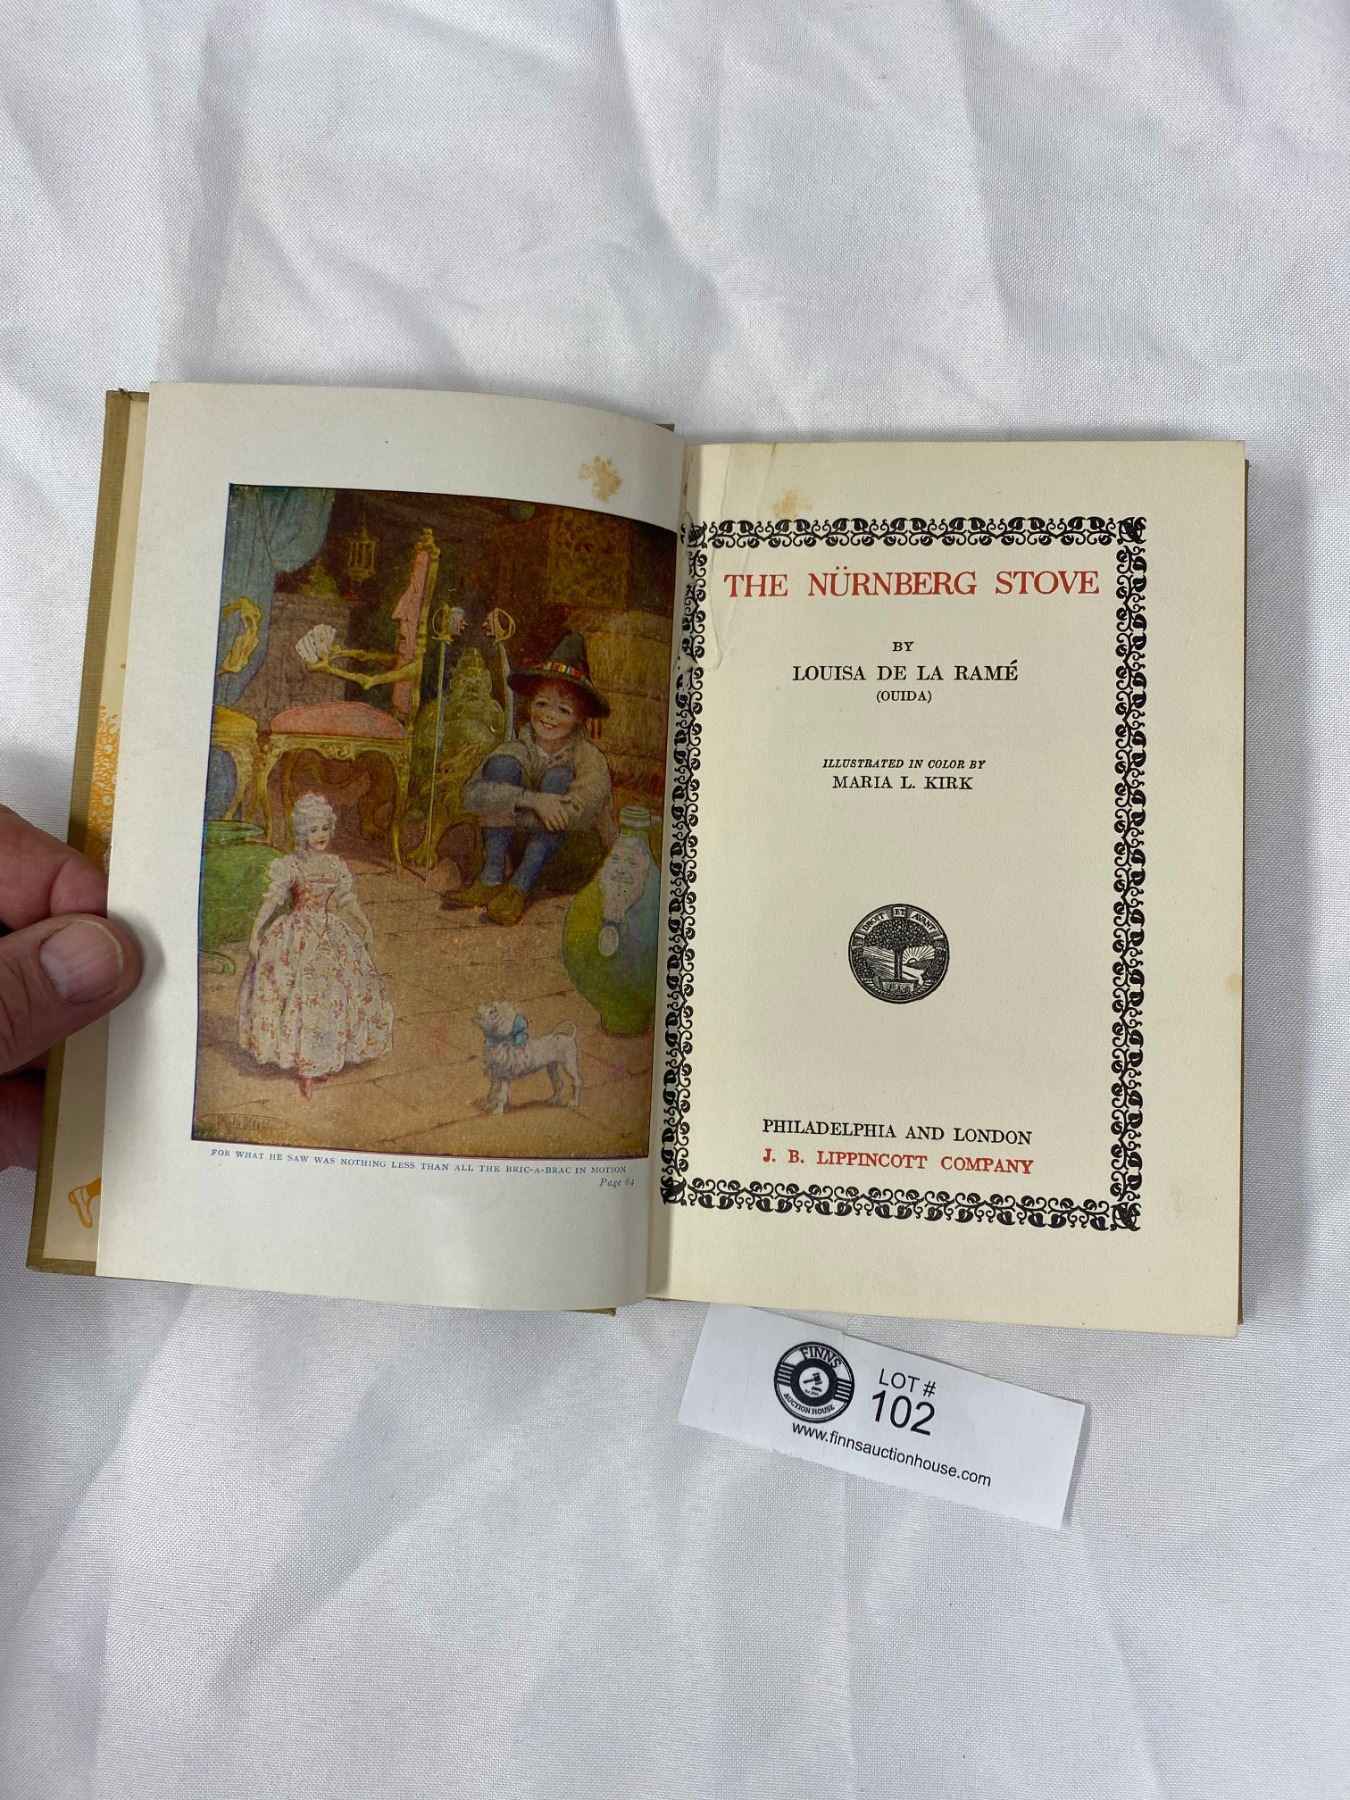 FOR WHAT HE SAW WAS NOTHING LESS THAN ALL THE BRIC-A-BRAC IN MOTION
Page 64
THE NÜRNBERG STOVE
BY
LOUISA DE LA RAMÉ
(OUIDA)
ILLUSTRATED IN COLOR BY
MARIA L. KIRK
DROIT ET AVANT
PHILADELPHIA AND LONDON
J. B. LIPPINCOTT COMPANY
FINNS
AUCTION HOUSE
LOT #
102
www.finnsauctionhouse.com